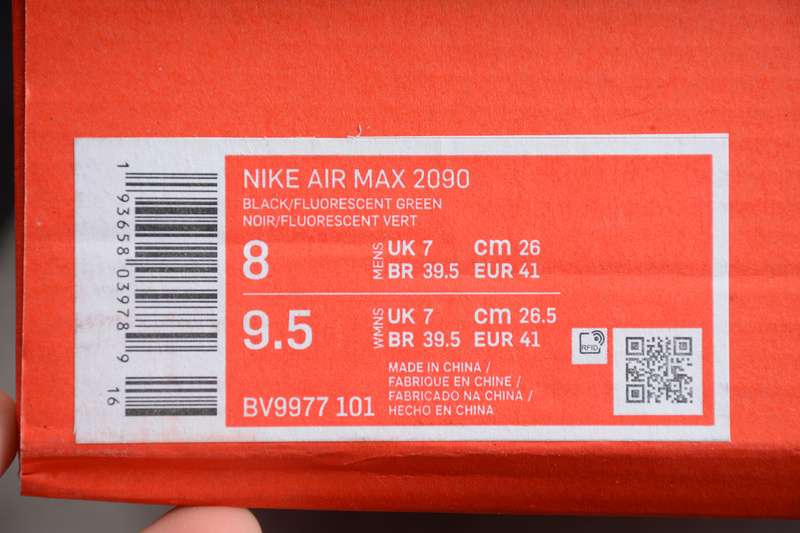 1 93658 03978 9
16
NIKE AIR MAX 2090
BLACK/FLUORESCENT GREEN
NOIR/FLUORESCENT VERT
8 MENS UK 7 cm 26
BR 39.5 EUR 41
9.5 WMNS UK 7 cm 26.5
BR 39.5 EUR 41
MADE IN CHINA /
FABRIQUE EN CHINE /
FABRICADO NA CHINA /
HECHO EN CHINA
BV9977 101
RFID